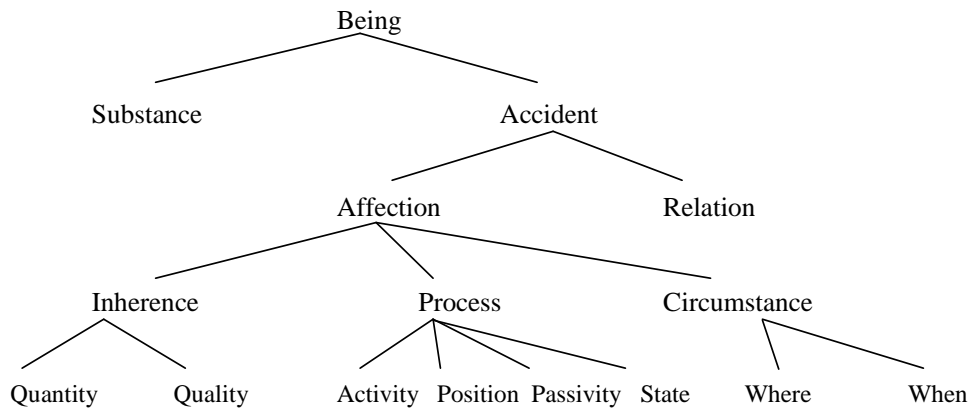 Being
Substance Accident
Affection Relation
Inherence Process Circumstance
Quantity Quality Activity Position Passivity State Where When